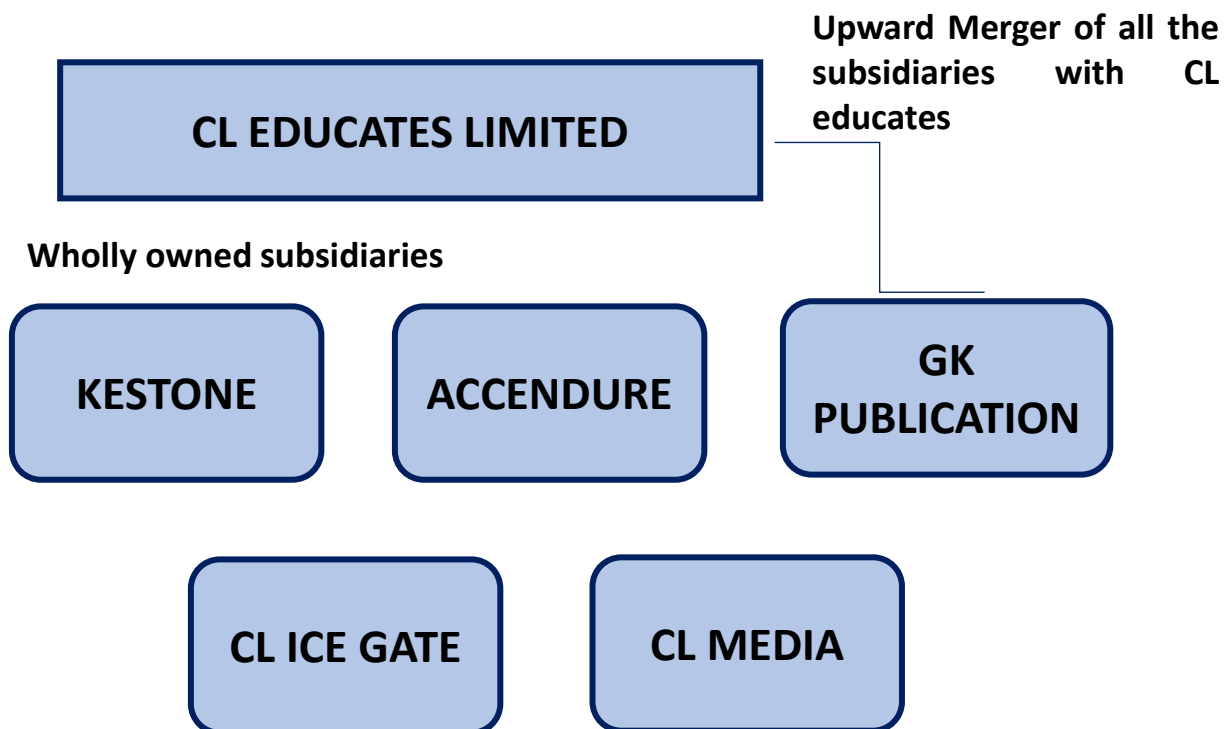 Upward Merger of all the
subsidiaries with CL
educates
CL EDUCATES LIMITED
Wholly owned subsidiaries
KESTONE
ACCENDURE
GK
PUBLICATION
CL ICE GATE
CL MEDIA